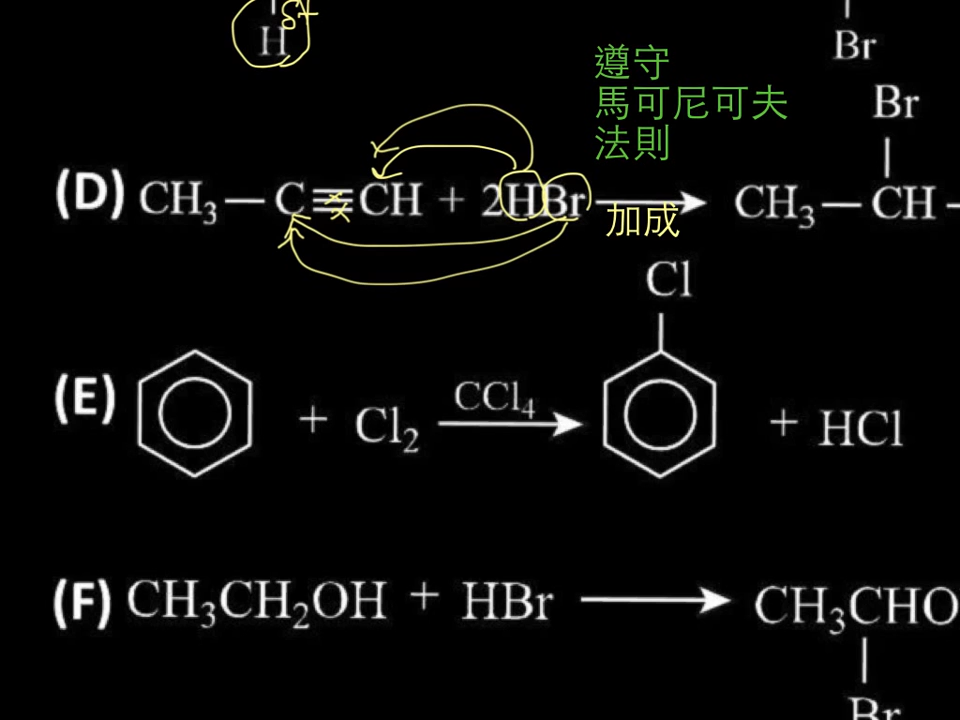 H δ+
Br
遵守
馬可尼可夫
法則
Br
(D) CH₃—C≡CH + 2HBr → CH₃—CH—
加成
Cl
(E) + Cl₂ CCl₄ → + HCl
(F) CH₃CH₂OH + HBr → CH₃CHO
Br